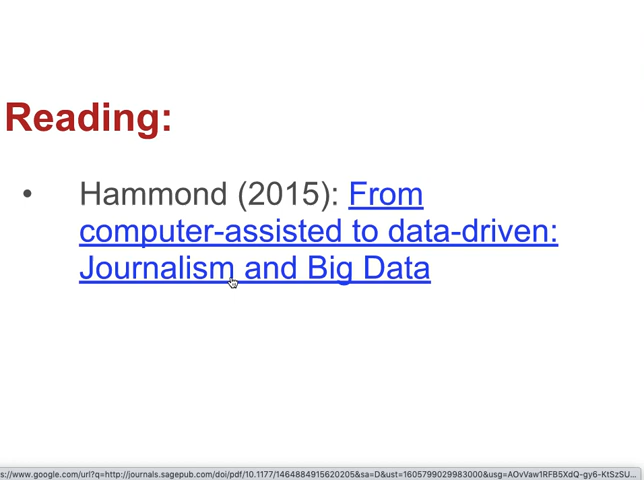 Reading:
• Hammond (2015): From
computer-assisted to data-driven:
Journalism and Big Data
s://www.google.com/url?q=http://journals.sagepub.com/doi/pdf/10.1177/1464884915620205&sa=D&ust=1605799029983000&usg=AOvVaw1RFB5XdQ-gy6-KtSzSU...